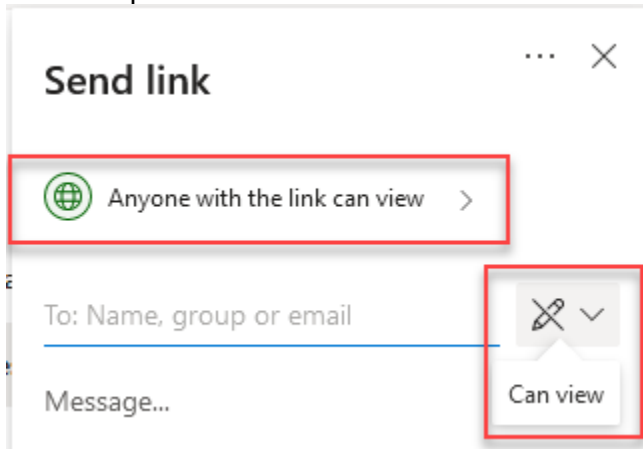 Send link
Anyone with the link can view
To: Name, group or email
Can view
Message...